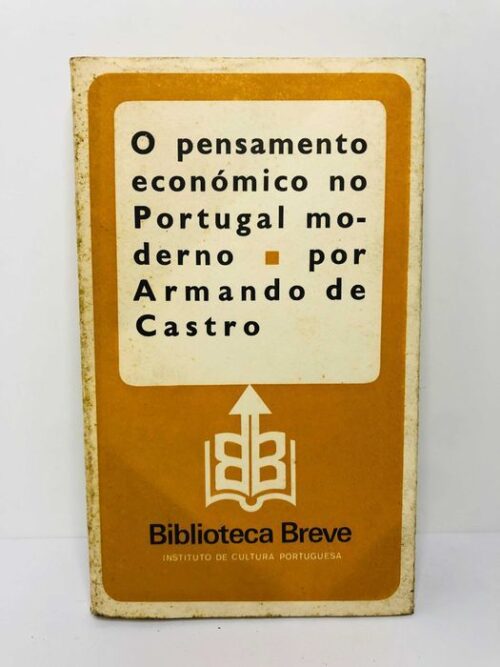 O pensamento
económico no
Portugal mo-
derno ■ por
Armando de
Castro
BB
Biblioteca Breve
INSTITUTO DE CULTURA PORTUGUESA